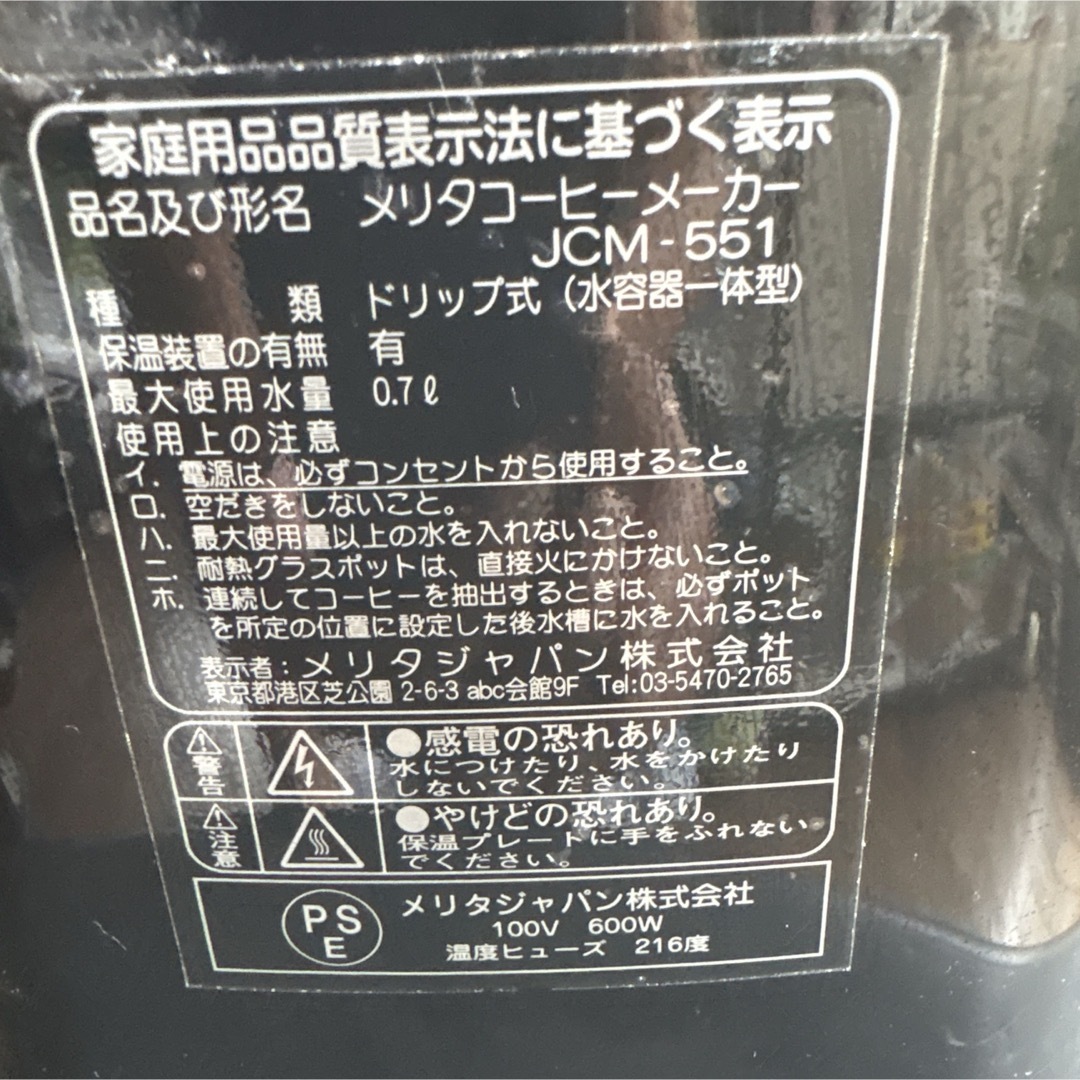 家庭用品品質表示法に基づく表示
品名及び形名 メリタコーヒーメーカー
JCM-551
種類 ドリップ式(水容器一体型)
保温装置の有無 有
最大使用水量 0.7ℓ
使用上の注意
イ. 電源は、必ずコンセントから使用すること。
ロ. 空だきをしないこと。
ハ. 最大使用量以上の水を入れないこと。
ニ. 耐熱グラスポットは、直接火にかけないこと。
ホ. 連続してコーヒーを抽出するときは、必ずポット
を所定の位置に設定した後水槽に水を入れること。
表示者:メリタジャパン株式会社
東京都港区芝公園 2-6-3 abc会館9F Tel:03-5470-2765
⚠警告
●感電の恐れあり。
水につけたり、水をかけたり
しないでください。
⚠注意
●やけどの恐れあり。
保温プレートに手をふれない
でください。
PSE
メリタジャパン株式会社
100V 600W
温度ヒューズ 216度